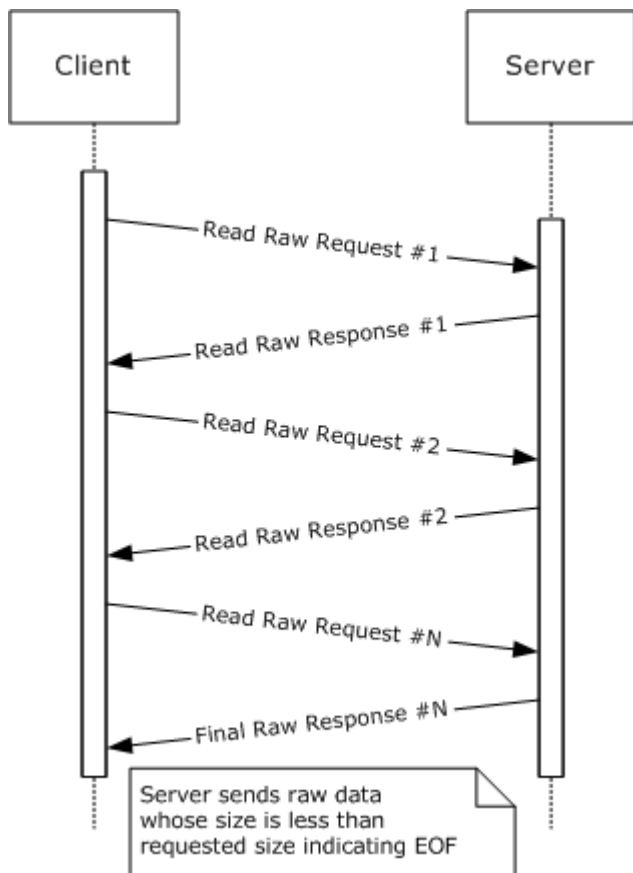 Client
Server
Read Raw Request #1
Read Raw Response #1
Read Raw Request #2
Read Raw Response #2
Read Raw Request #N
Final Raw Response #N
Server sends raw data
whose size is less than
requested size indicating EOF